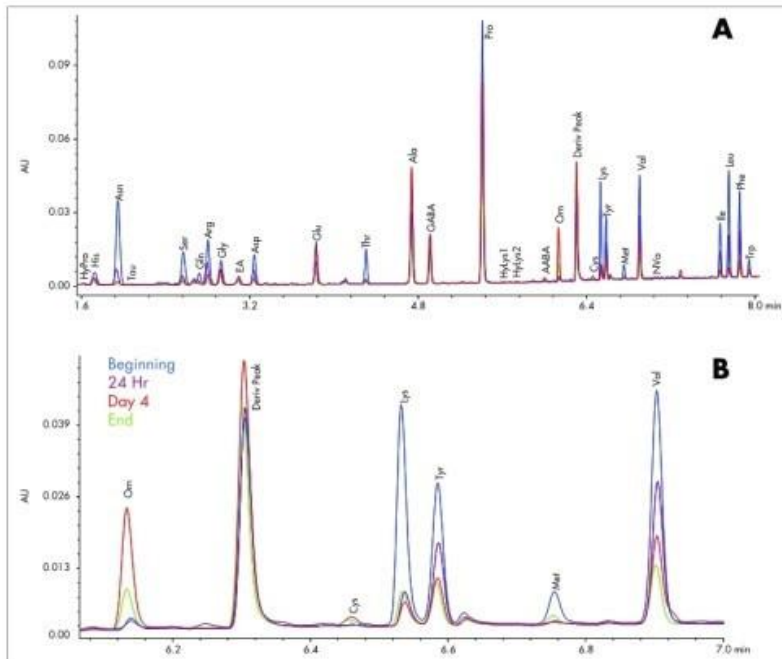 A
0.09
0.06
AU
0.03
0.00
HyPro
His
Asn
Tau
Ser
Gln
Arg
Gly
EA
Asp
Glu
Thr
Ala
GABA
Pro
HyLys1
HyLys2
AABA
Orn
Deriv Peak
Cys
Lys
Tyr
Met
Val
NVa
Ile
Leu
Phe
Trp
1.6 3.2 4.8 6.4 8.0 min
B
Beginning
24 Hr
Day 4
End
0.039
0.026
AU
0.013
0.00
Orn
Deriv Peak
Cys
Lys
Tyr
Met
Val
6.2 6.4 6.6 6.8 7.0 min